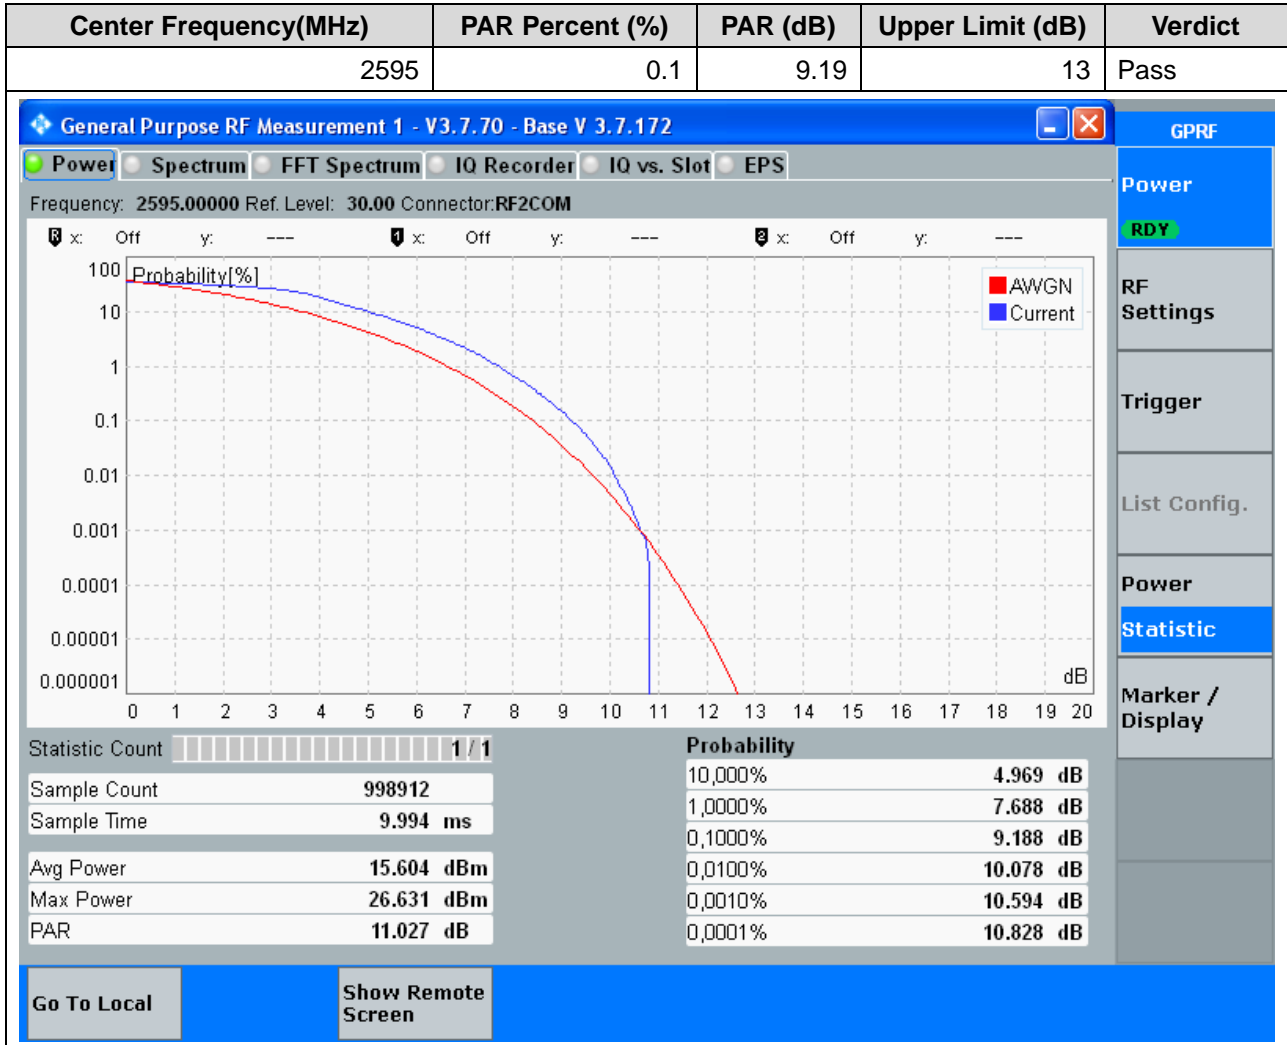 Center Frequency(MHz) PAR Percent (%) PAR (dB) Upper Limit (dB) Verdict
2595 0.1 9.19 13 Pass
General Purpose RF Measurement 1 - V3.7.70 - Base V 3.7.172
GPRF
Power Spectrum FFT Spectrum IQ Recorder IQ vs. Slot EPS
Power
RDY
Frequency: 2595.00000 Ref. Level: 30.00 Connector:RF2COM
R x: Off y: --- 1 x: Off y: --- 2 x: Off y: ---
Probability[%]
AWGN
Current
100
10
1
0.1
0.01
0.001
0.0001
0.00001
0.000001
dB
0 1 2 3 4 5 6 7 8 9 10 11 12 13 14 15 16 17 18 19 20
RF
Settings
Trigger
List Config.
Power
Statistic
Marker /
Display
Statistic Count 1 / 1
Sample Count 998912
Sample Time 9.994 ms
Avg Power 15.604 dBm
Max Power 26.631 dBm
PAR 11.027 dB
Probability
10,000% 4.969 dB
1,0000% 7.688 dB
0,1000% 9.188 dB
0,0100% 10.078 dB
0,0010% 10.594 dB
0,0001% 10.828 dB
Go To Local
Show Remote
Screen